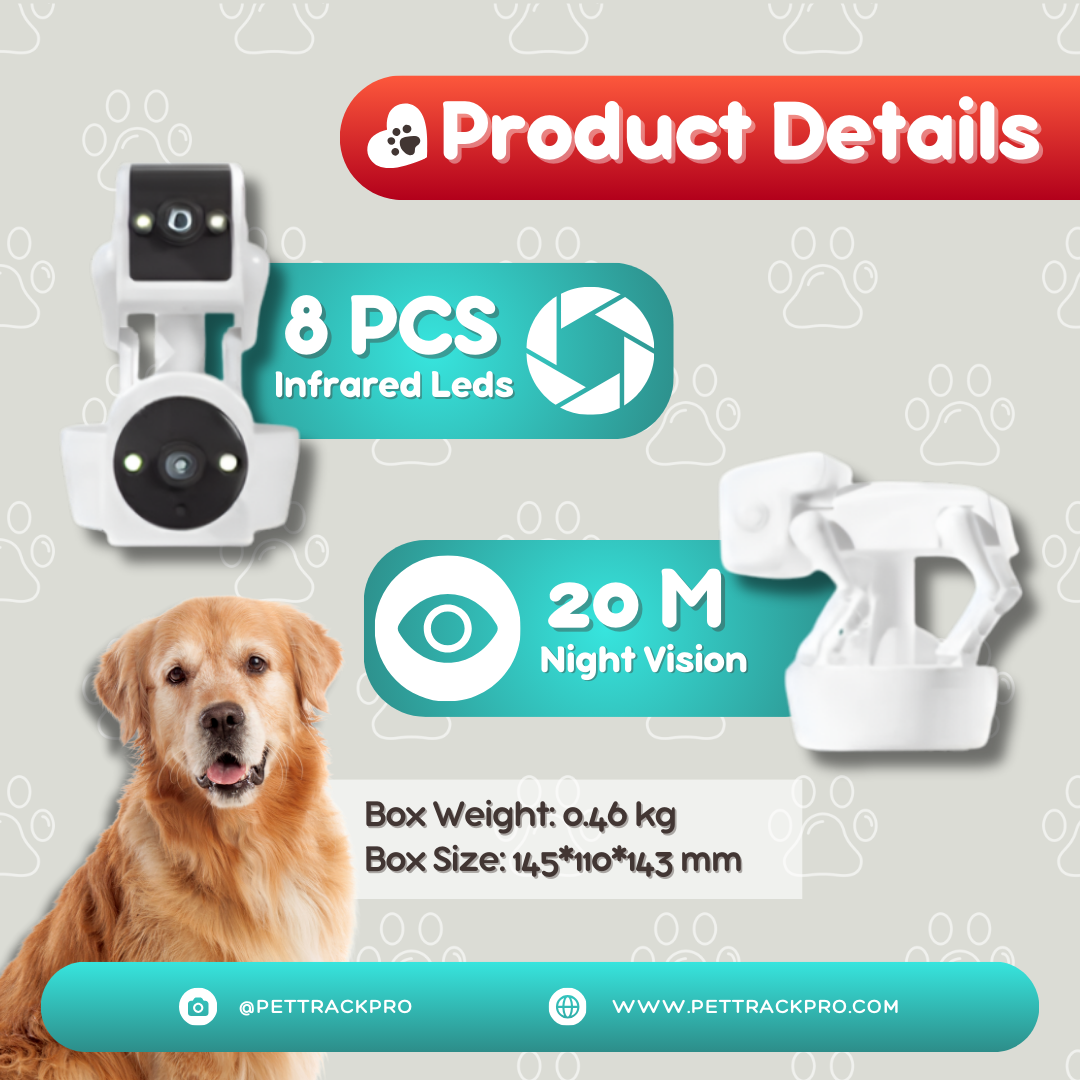 Product Details
8 PCS
Infrared Leds
20 M
Night Vision
Box Weight: 0.46 kg
Box Size: 145*110*143 mm
@PETTRACKPRO
WWW.PETTRACKPRO.COM